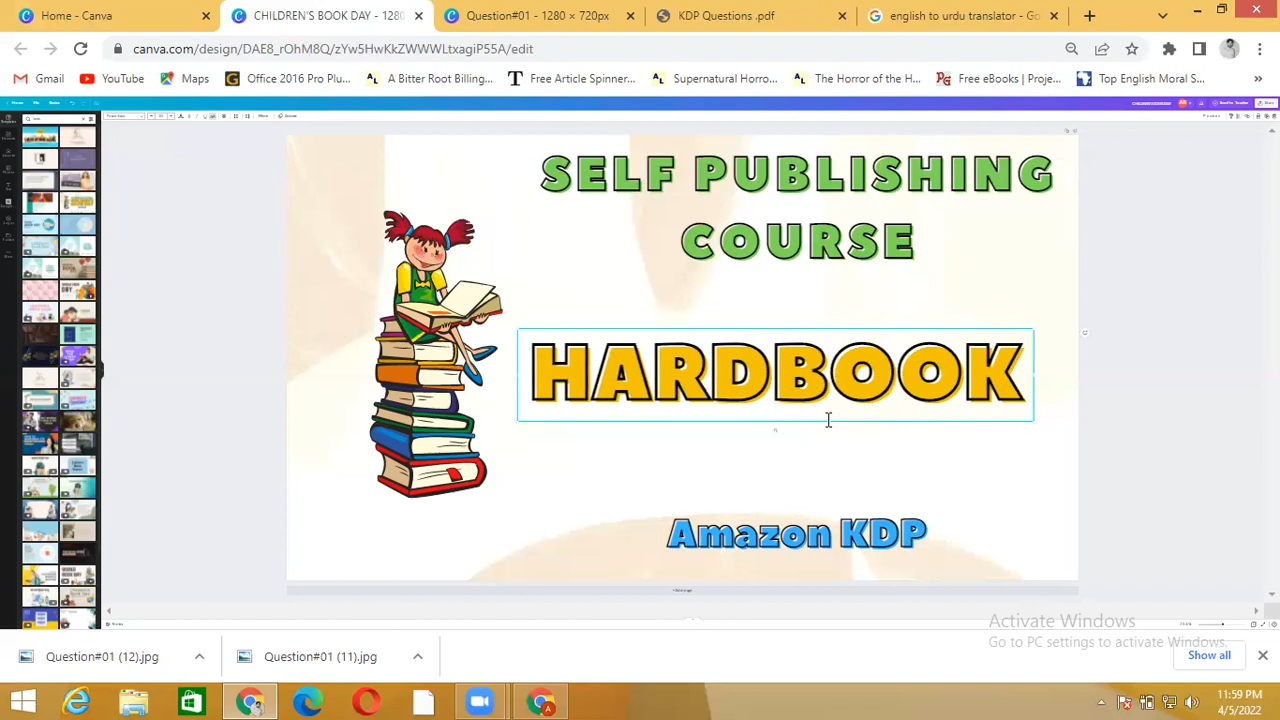 Home - Canva
CHILDREN'S BOOK DAY - 1280
Question#01 - 1280 × 720px
KDP Questions .pdf
english to urdu translator - Go
canva.com/design/DAE8_rOhM8Q/zYw5HwKkZWWWLtxagiP55A/edit
Gmail
YouTube
Maps
Office 2016 Pro Plu...
A Bitter Root Billing...
Free Article Spinner...
Supernatural Horro...
The Horror of the H...
Free eBooks | Proje...
Top English Moral S...
SELF PUBLISHING
COURSE
HARDBOOK
Amazon KDP
Activate Windows
Go to PC settings to activate Windows.
Question#01 (12).jpg
Question#01 (11).jpg
Show all
11:59 PM
4/5/2022